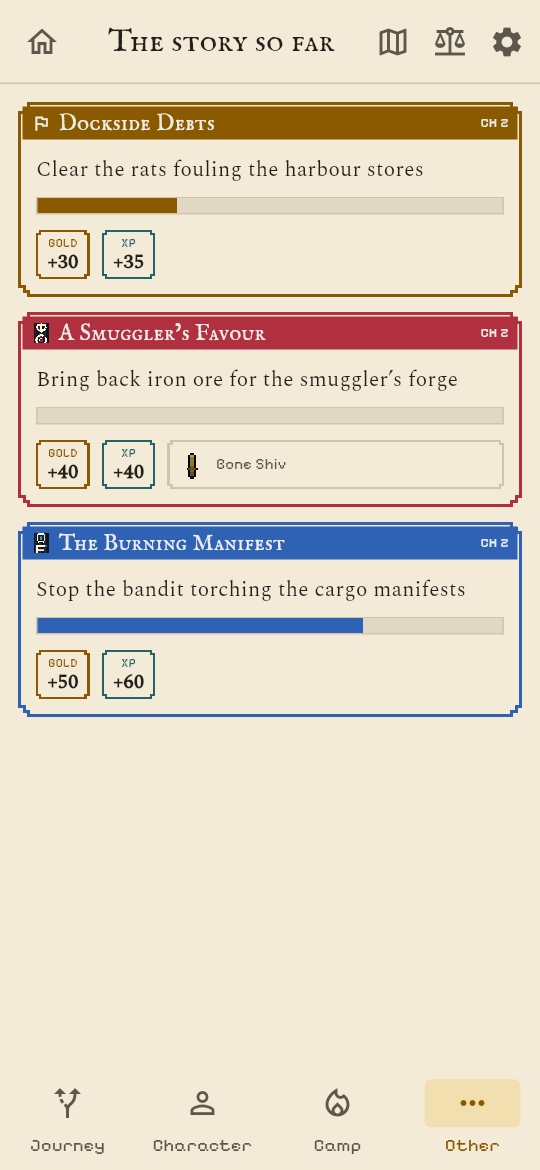 The story so far
Dockside Debts
CH 2
Clear the rats fouling the harbour stores
GOLD
+30
XP
+35
A Smuggler's Favour
CH 2
Bring back iron ore for the smuggler's forge
GOLD
+40
XP
+40
Bone Shiv
The Burning Manifest
CH 2
Stop the bandit torching the cargo manifests
GOLD
+50
XP
+60
Journey
Character
Camp
Other